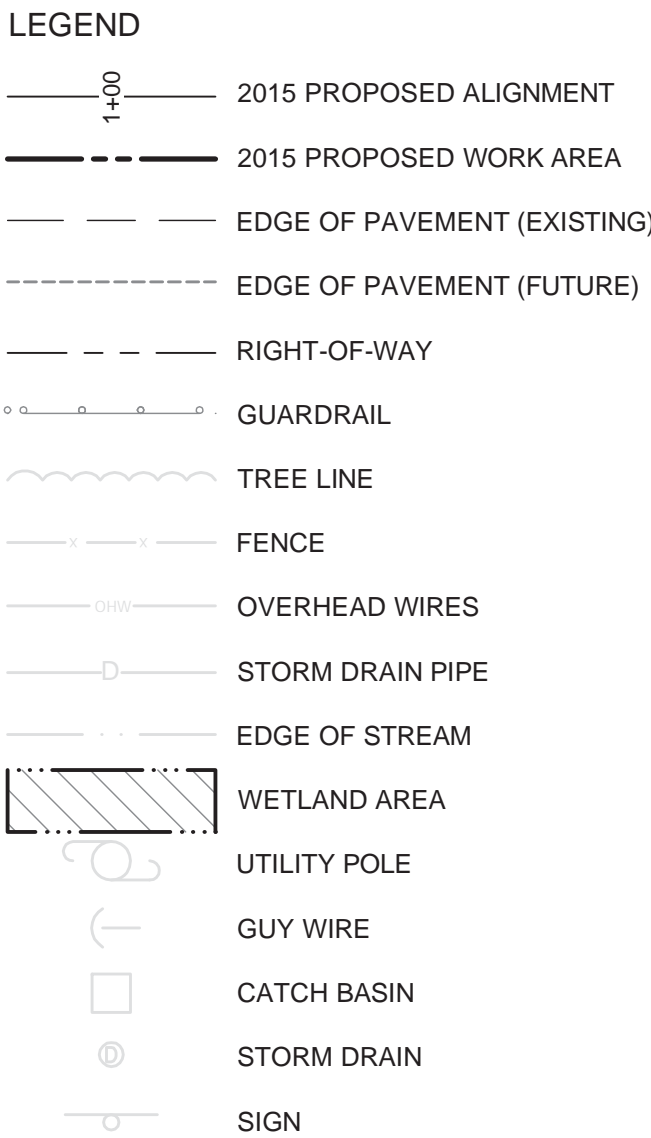 LEGEND
1+00 2015 PROPOSED ALIGNMENT
2015 PROPOSED WORK AREA
EDGE OF PAVEMENT (EXISTING)
EDGE OF PAVEMENT (FUTURE)
RIGHT-OF-WAY
GUARDRAIL
TREE LINE
x x FENCE
OHW OVERHEAD WIRES
D STORM DRAIN PIPE
EDGE OF STREAM
WETLAND AREA
UTILITY POLE
GUY WIRE
CATCH BASIN
D STORM DRAIN
SIGN